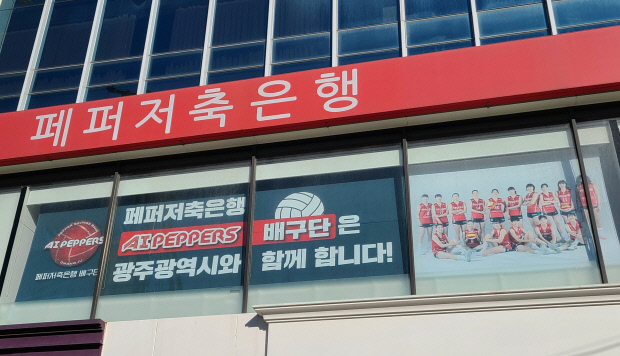 페퍼저축은행
AI PEPPERS
페퍼저축은행 배구단
페퍼저축은행
AI PEPPERS 배구단은
광주광역시와 함께 합니다!